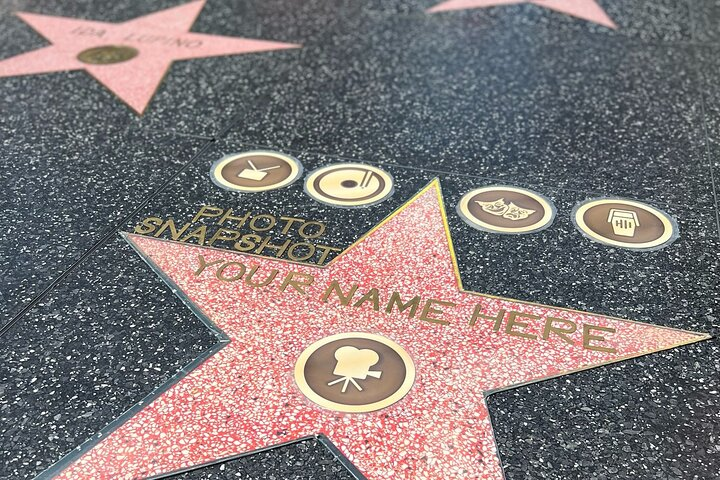 IDA LUPINO
PHOTO
SNAPSHOT
YOUR NAME HERE